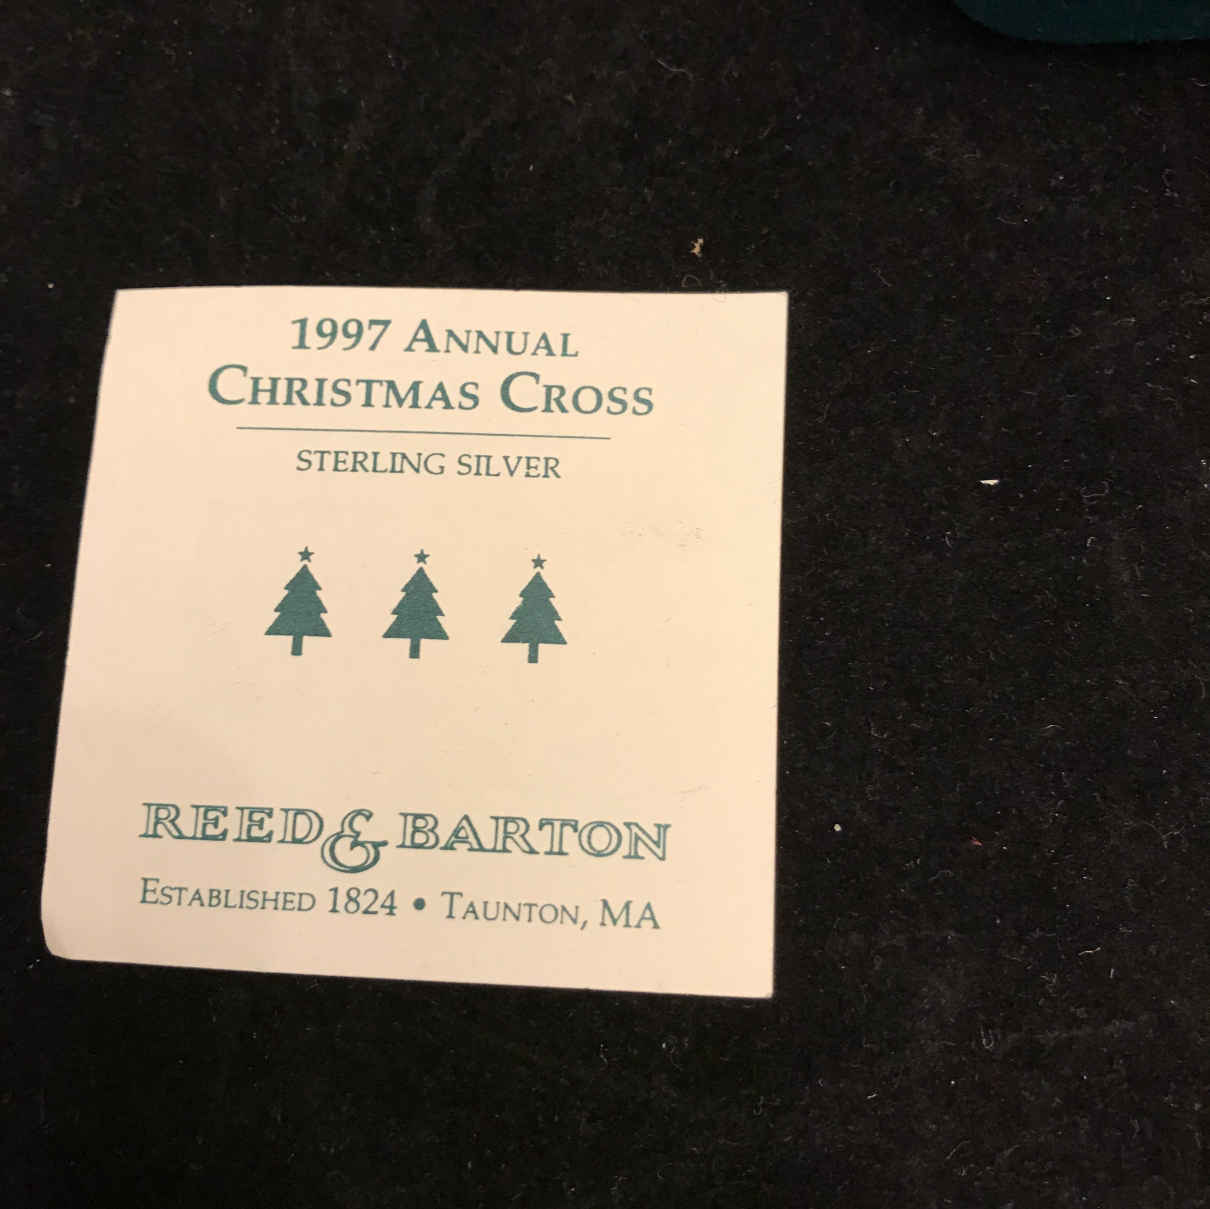 1997 ANNUAL
CHRISTMAS CROSS
STERLING SILVER
REED & BARTON
ESTABLISHED 1824 • TAUNTON, MA